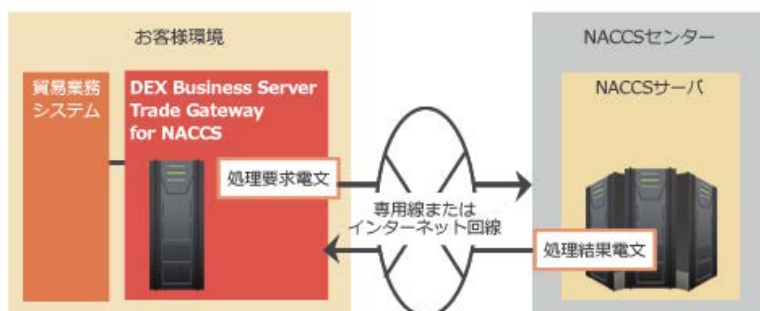 お客様環境
貿易業務
システム
DEX Business Server
Trade Gateway
for NACCS
処理要求電文
専用線または
インターネット回線
NACCSセンター
NACCSサーバ
処理結果電文